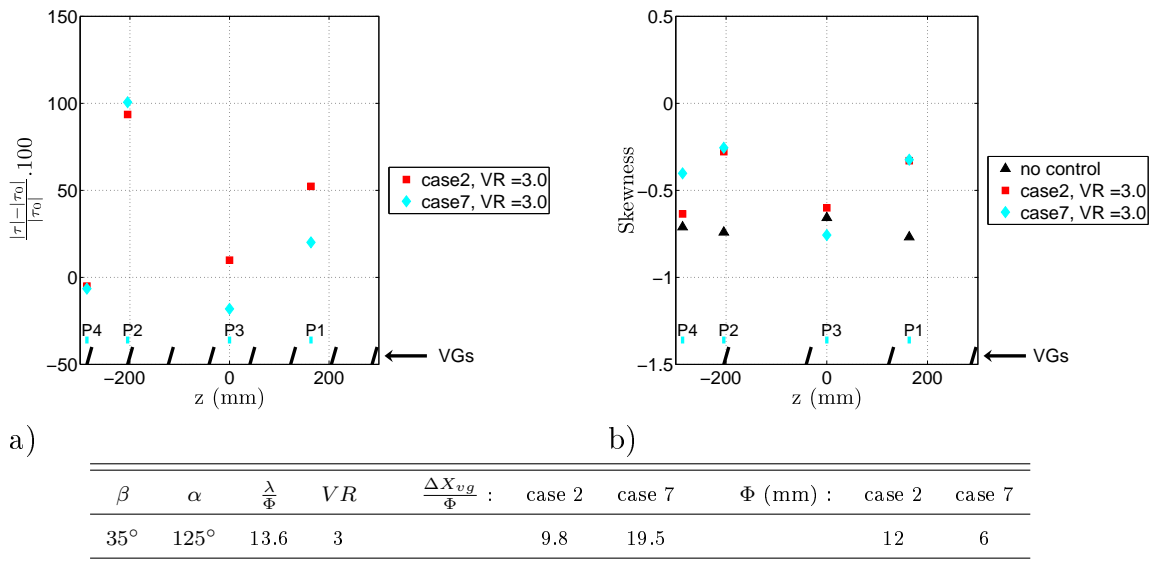 150
100
50
0
−50
|τ|−|τ₀| / |τ₀| .100
P4 P2 P3 P1
−200 0 200
z (mm)
VGs
case2, VR =3.0
case7, VR =3.0
a)
0.5
0
−0.5
−1
−1.5
Skewness
P4 P2 P3 P1
−200 0 200
z (mm)
VGs
no control
case2, VR =3.0
case7, VR =3.0
b)
β α λ/Φ VR ΔX_vg/Φ : case 2 case 7 Φ (mm) : case 2 case 7
35° 125° 13.6 3 9.8 19.5 12 6